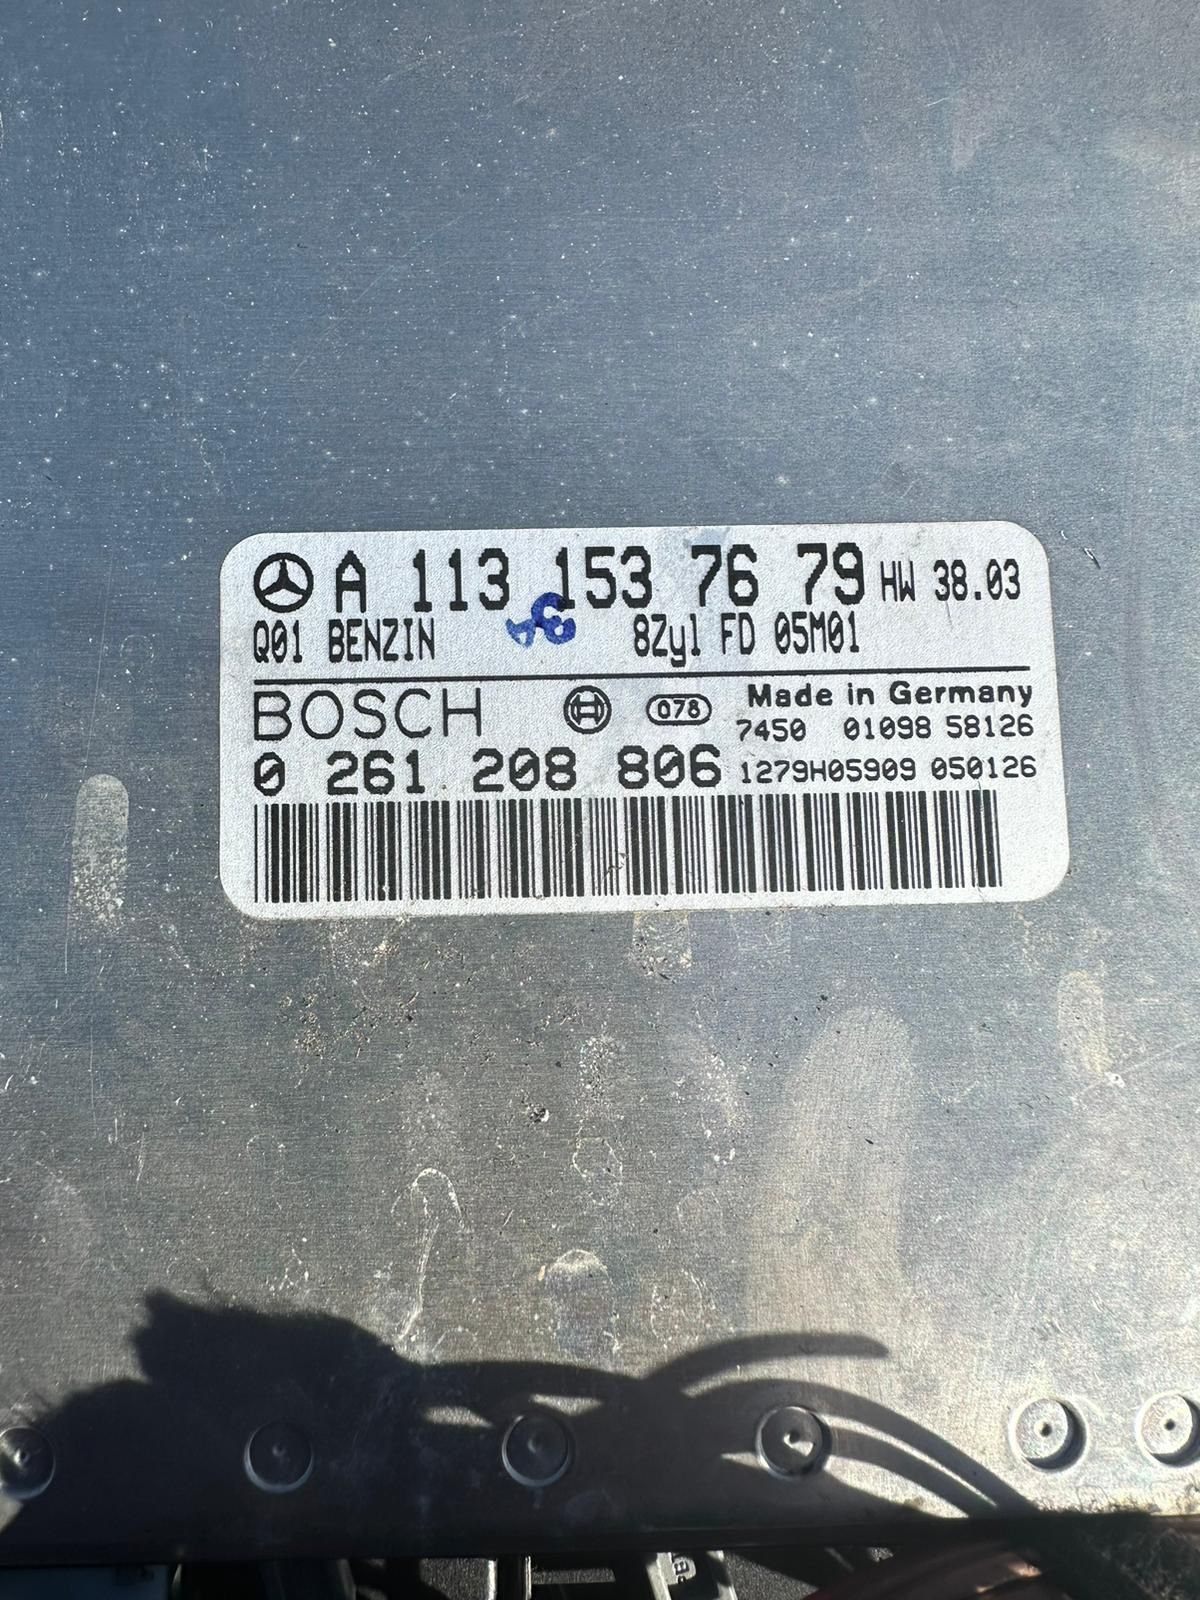 A 113 153 76 79 HW 38.03
Q01 BENZIN 8Zyl FD 05M01
BOSCH 078 Made in Germany
7450 01098 58126
0 261 208 806 1279H05909 050126